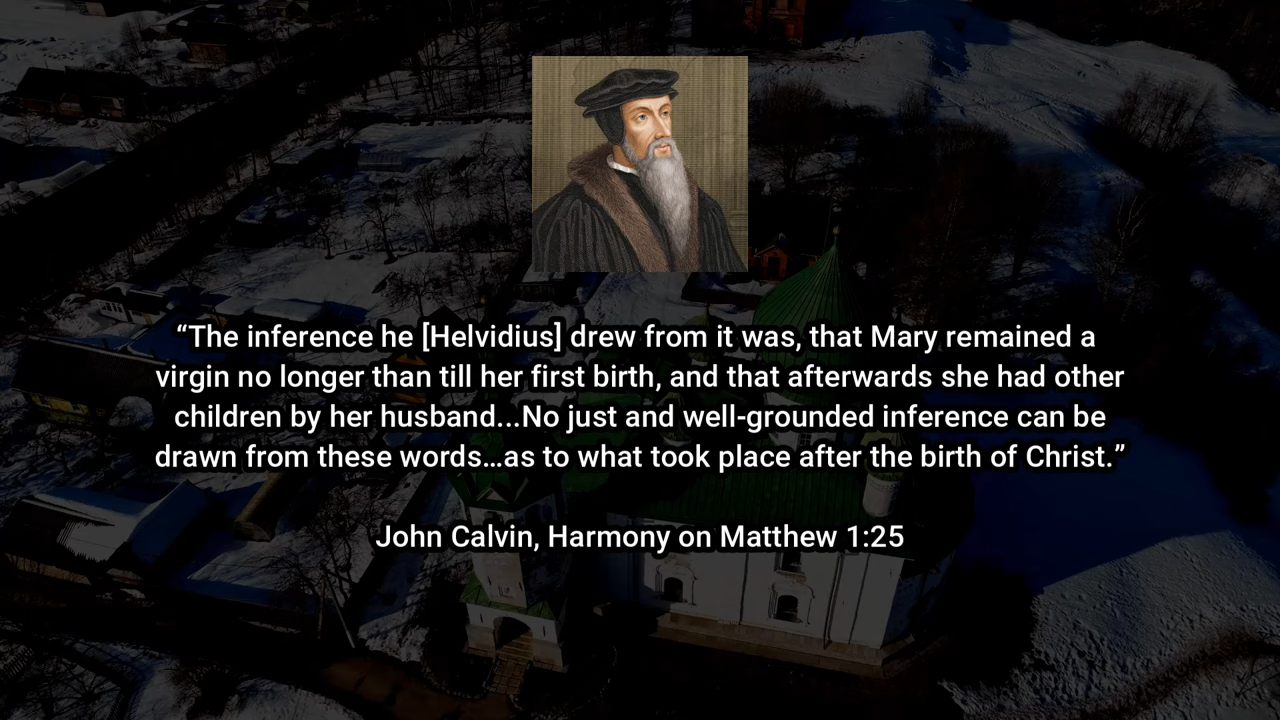 “The inference he [Helvidius] drew from it was, that Mary remained a
virgin no longer than till her first birth, and that afterwards she had other
children by her husband...No just and well-grounded inference can be
drawn from these words…as to what took place after the birth of Christ.”
John Calvin, Harmony on Matthew 1:25